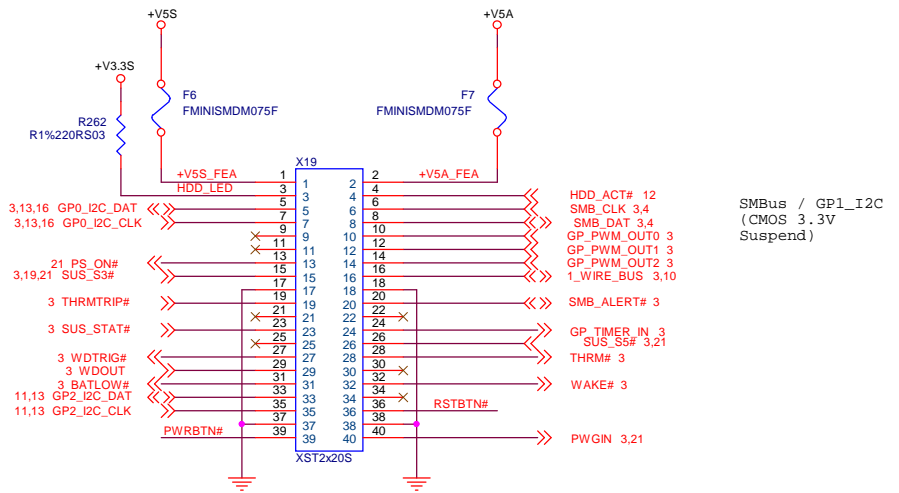 +V5S +V5A
+V3.3S
F6 F7
FMINISMDM075F FMINISMDM075F
R262
R1%220RS03
SMBus / GP1_I2C
(CMOS 3.3V
Suspend)
X19
+V5S_FEA 1 1 2 2 +V5A_FEA
HDD_LED 3 3 4 4 HDD_ACT# 12
3,13,16 GP0_I2C_DAT 5 5 6 6 SMB_CLK 3,4
3,13,16 GP0_I2C_CLK 7 7 8 8 SMB_DAT 3,4
9 9 10 10 GP_PWM_OUT0 3
11 11 12 12 GP_PWM_OUT1 3
21 PS_ON# 13 13 14 14 GP_PWM_OUT2 3
3,19,21 SUS_S3# 15 15 16 16 1_WIRE_BUS 3,10
17 17 18 18
3 THRMTRIP# 19 19 20 20 SMB_ALERT# 3
21 21 22 22
3 SUS_STAT# 23 23 24 24 GP_TIMER_IN 3
25 25 26 26 SUS_S5# 3,21
3 WDTRIG# 27 27 28 28 THRM# 3
3 WDOUT 29 29 30 30
3 BATLOW# 31 31 32 32 WAKE# 3
11,13 GP2_I2C_DAT 33 33 34 34
11,13 GP2_I2C_CLK 35 35 36 36 RSTBTN#
37 37 38 38
PWRBTN# 39 39 40 40 PWGIN 3,21
XST2x20S